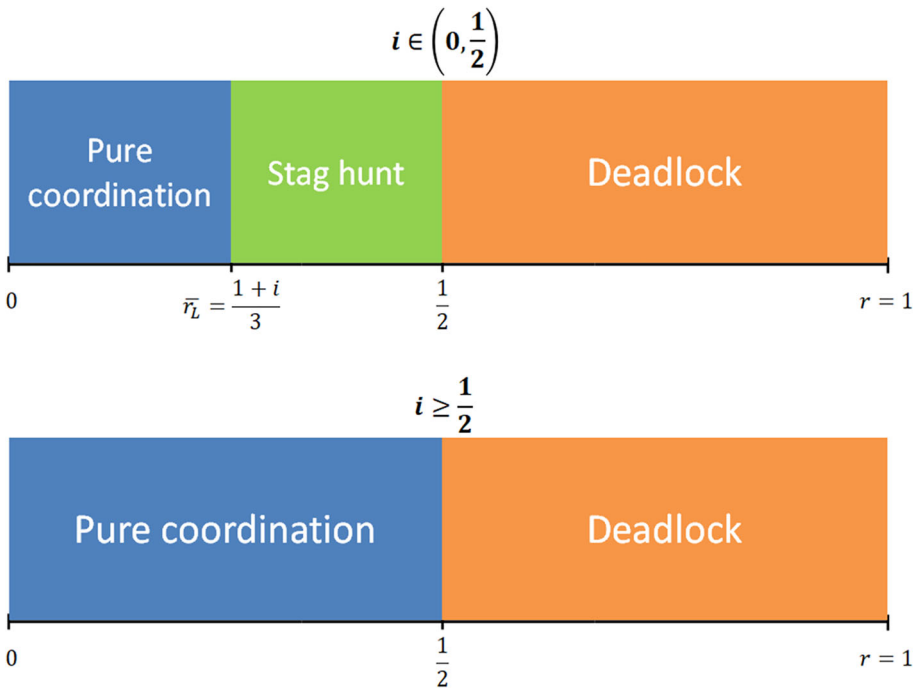 i ∈ (0, 1/2)
Pure
coordination
Stag hunt
Deadlock
0
r̄_L = (1 + i)/3
1/2
r = 1
i ≥ 1/2
Pure coordination
Deadlock
0
1/2
r = 1